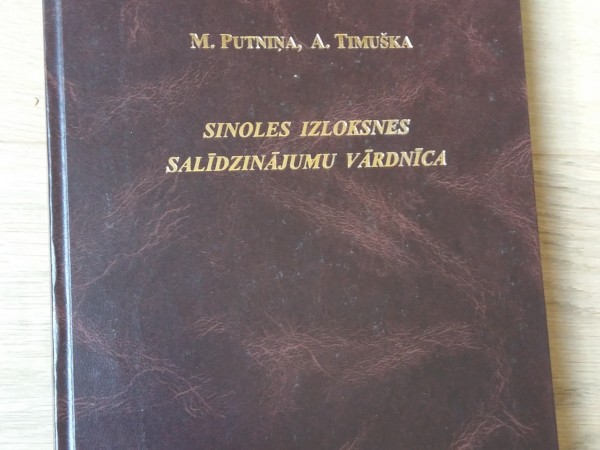 M. PUTNIŅA, A. TIMUŠKA
SINOLES IZLOKSNES
SALĪDZINĀJUMU VĀRDNĪCA